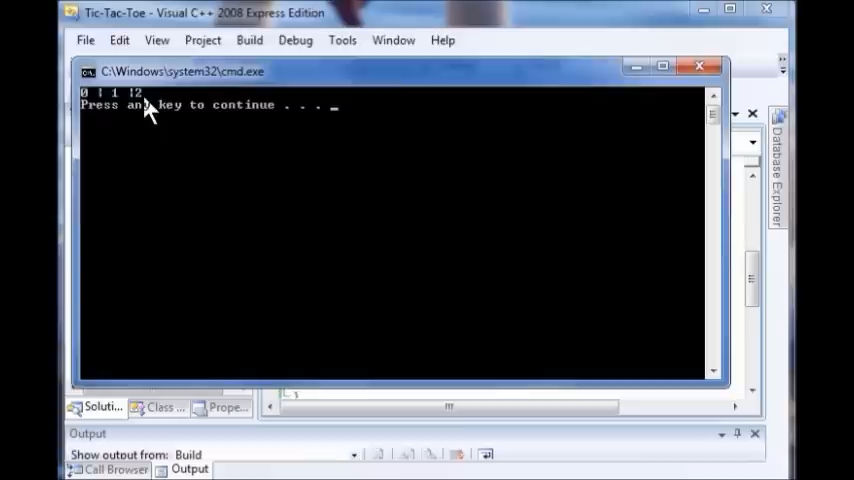 Tic-Tac-Toe - Visual C++ 2008 Express Edition
File Edit View Project Build Debug Tools Window Help
C:\Windows\system32\cmd.exe
0 | 1 |2
Press any key to continue . . . _
Database Explorer
Soluti... Class ... Prope...
Output
Show output from: Build
Call Browser Output